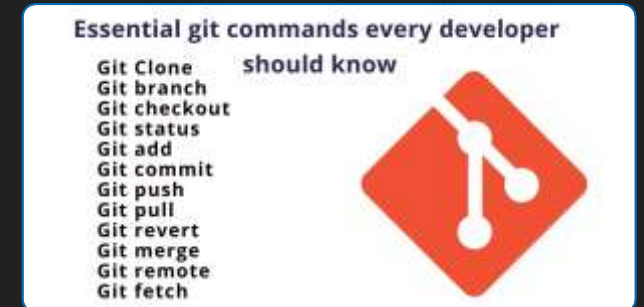 Essential git commands every developer
should know
Git Clone
Git branch
Git checkout
Git status
Git add
Git commit
Git push
Git pull
Git revert
Git merge
Git remote
Git fetch